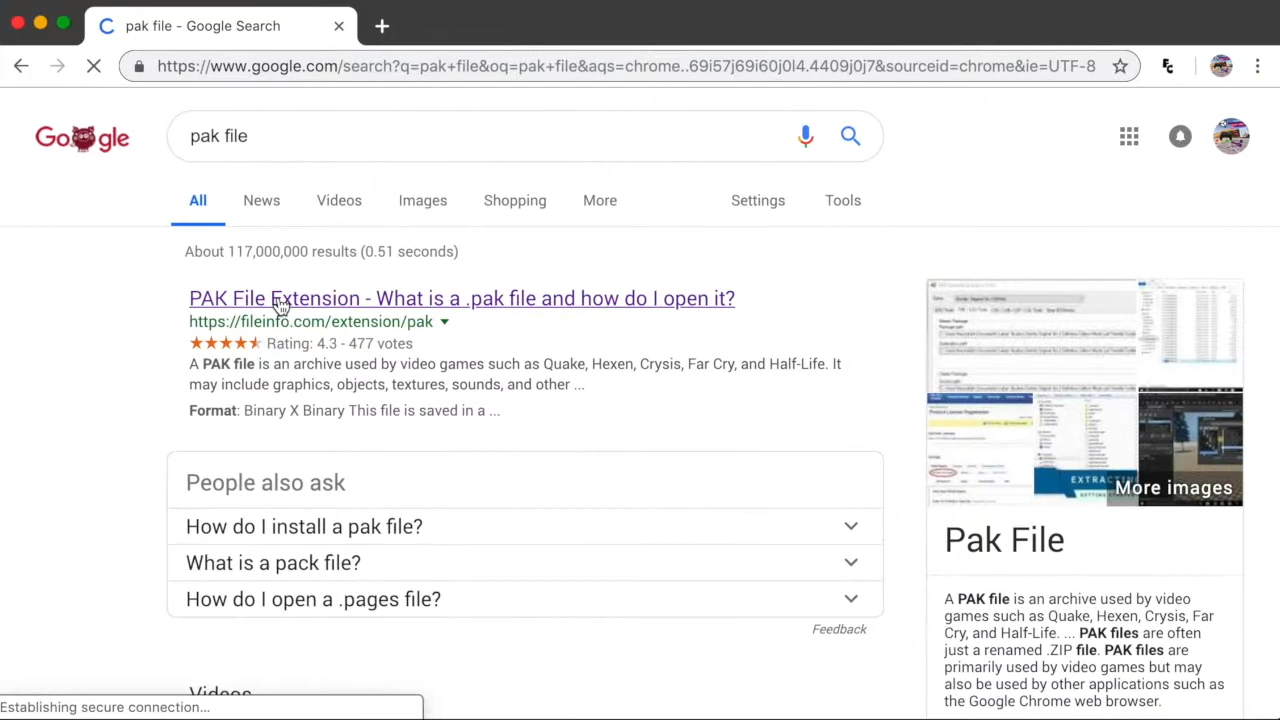 pak file - Google Search
https://www.google.com/search?q=pak+file&oq=pak+file&aqs=chrome..69i57j69i60j0l4.4409j0j7&sourceid=chrome&ie=UTF-8
Google
pak file
All News Videos Images Shopping More Settings Tools
About 117,000,000 results (0.51 seconds)
PAK File Extension - What is a .pak file and how do I open it?
https://fileinfo.com/extension/pak
Rating: 4.3 - 477 votes
A PAK file is an archive used by video games such as Quake, Hexen, Crysis, Far Cry and Half-Life. It
may include graphics, objects, textures, sounds, and other ...
Format: Binary X Binary This file is saved in a ...
People also ask
How do I install a pak file?
What is a pack file?
How do I open a .pages file?
Feedback
Videos
EXTRACT
More images
Pak File
A PAK file is an archive used by video
games such as Quake, Hexen, Crysis, Far
Cry, and Half-Life. ... PAK files are often
just a renamed .ZIP file. PAK files are
primarily used by video games but may
also be used by other applications such as
the Google Chrome web browser.
Establishing secure connection...